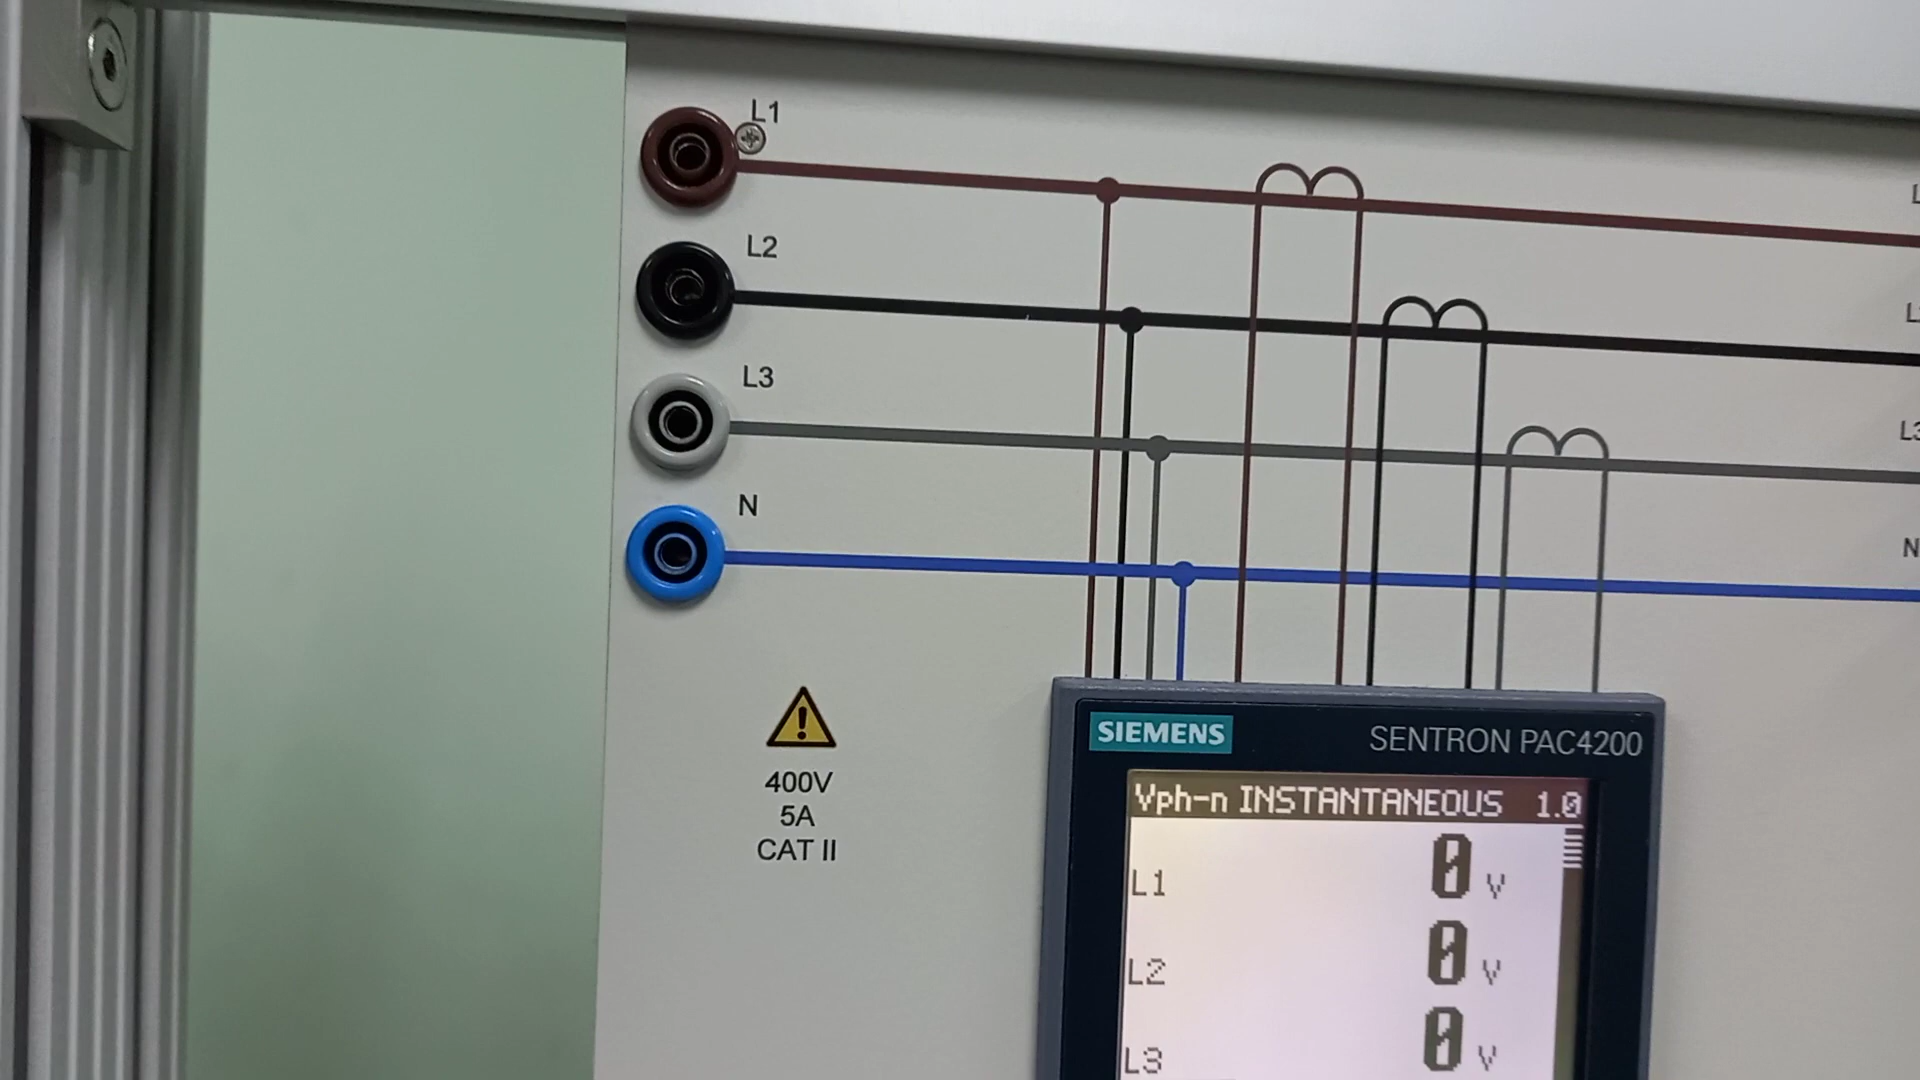 L1
L2
L3
L3
N
N
400V
5A
CAT II
SIEMENS
SENTRON PAC4200
Vph-n INSTANTANEOUS 1.0
L1 0 V
L2 0 V
L3 0 V